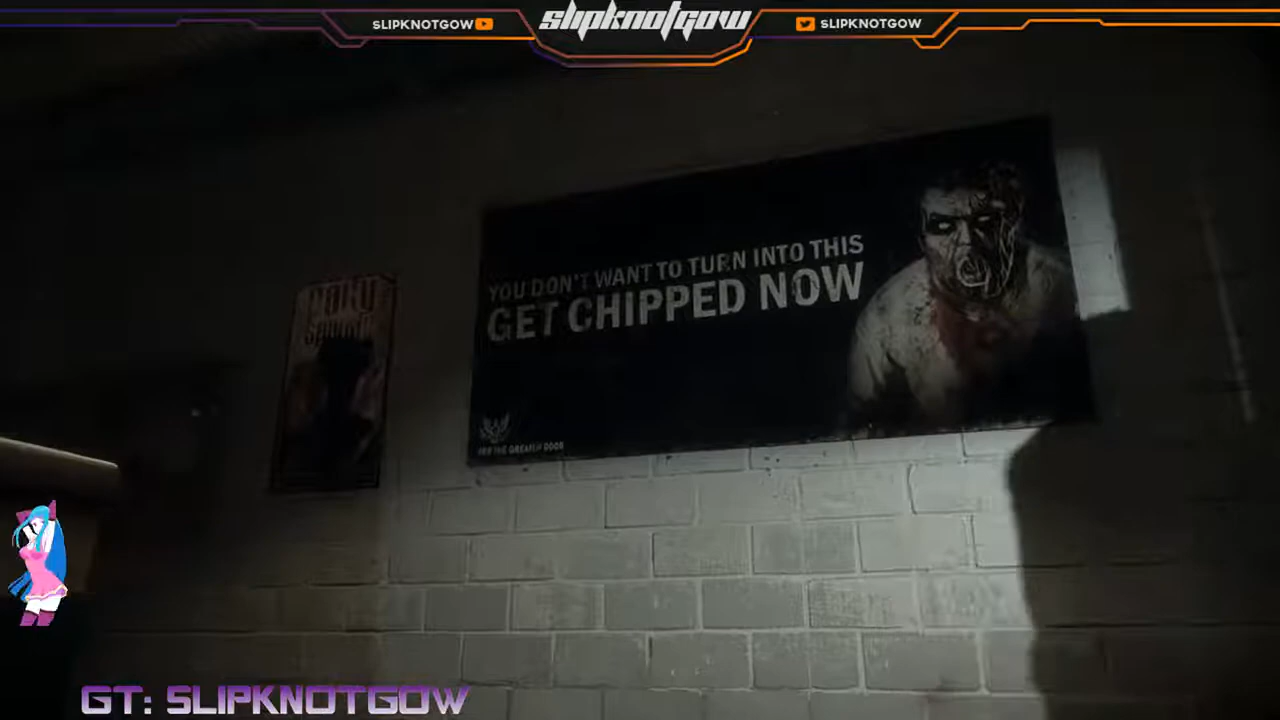 SLIPKNOTGOW
slipknotgow
SLIPKNOTGOW
YOU DON'T WANT TO TURN INTO THIS
GET CHIPPED NOW
GT: SLIPKNOTGOW